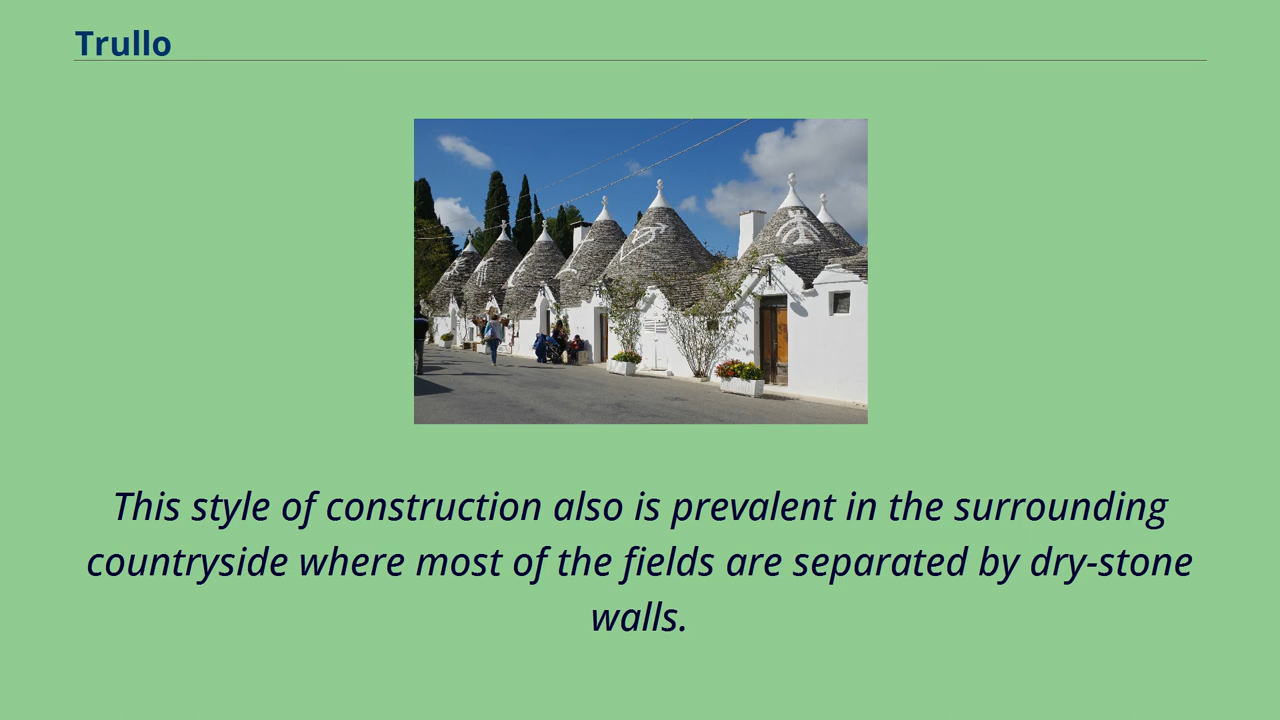 Trullo
This style of construction also is prevalent in the surrounding
countryside where most of the fields are separated by dry-stone
walls.